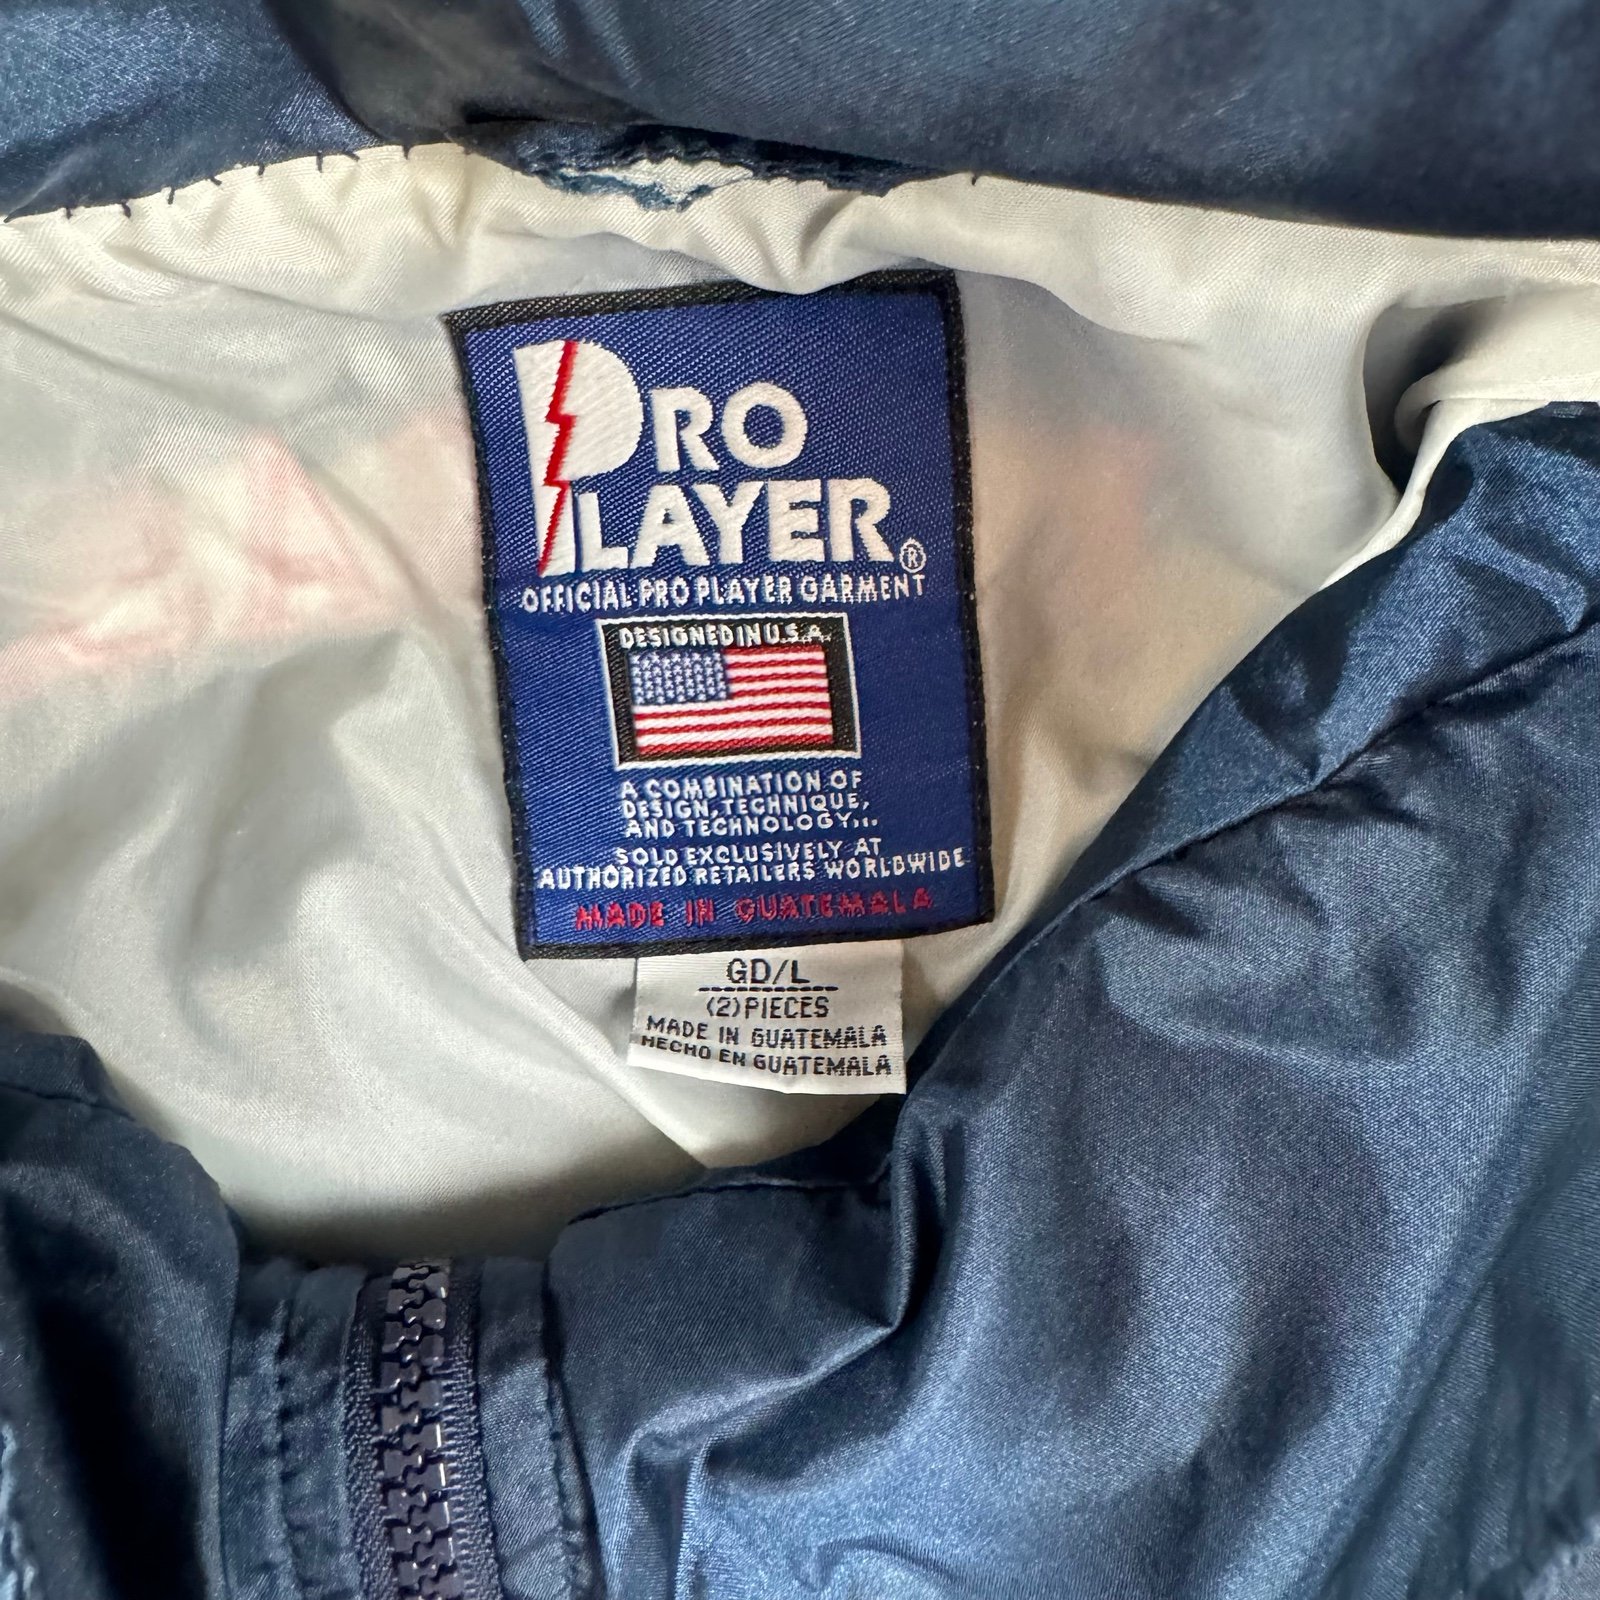 PRO
PLAYER®
OFFICIAL PRO PLAYER GARMENT
DESIGNED IN U.S.A.
A COMBINATION OF
DESIGN, TECHNIQUE,
AND TECHNOLOGY...
SOLD EXCLUSIVELY AT
AUTHORIZED RETAILERS WORLDWIDE
MADE IN GUATEMALA
GD/L
(2) PIECES
MADE IN GUATEMALA
HECHO EN GUATEMALA